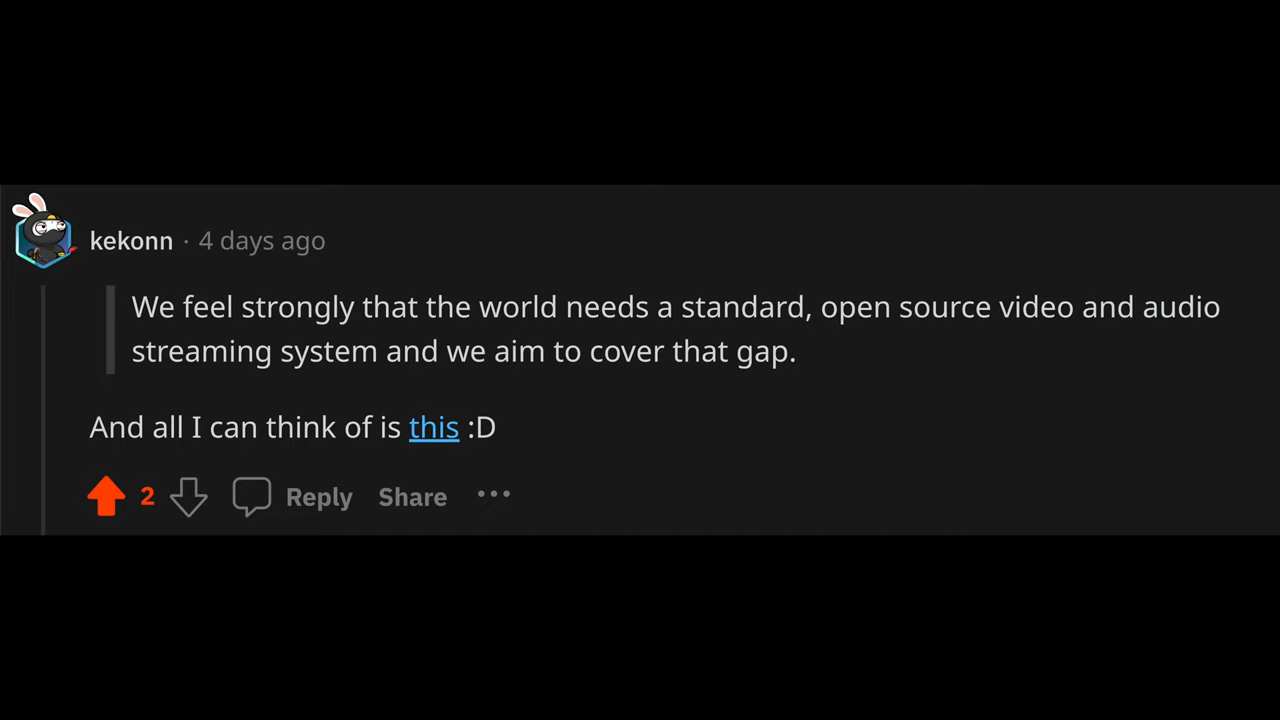 kekonn · 4 days ago
We feel strongly that the world needs a standard, open source video and audio
streaming system and we aim to cover that gap.
And all I can think of is this :D
2 Reply Share ···